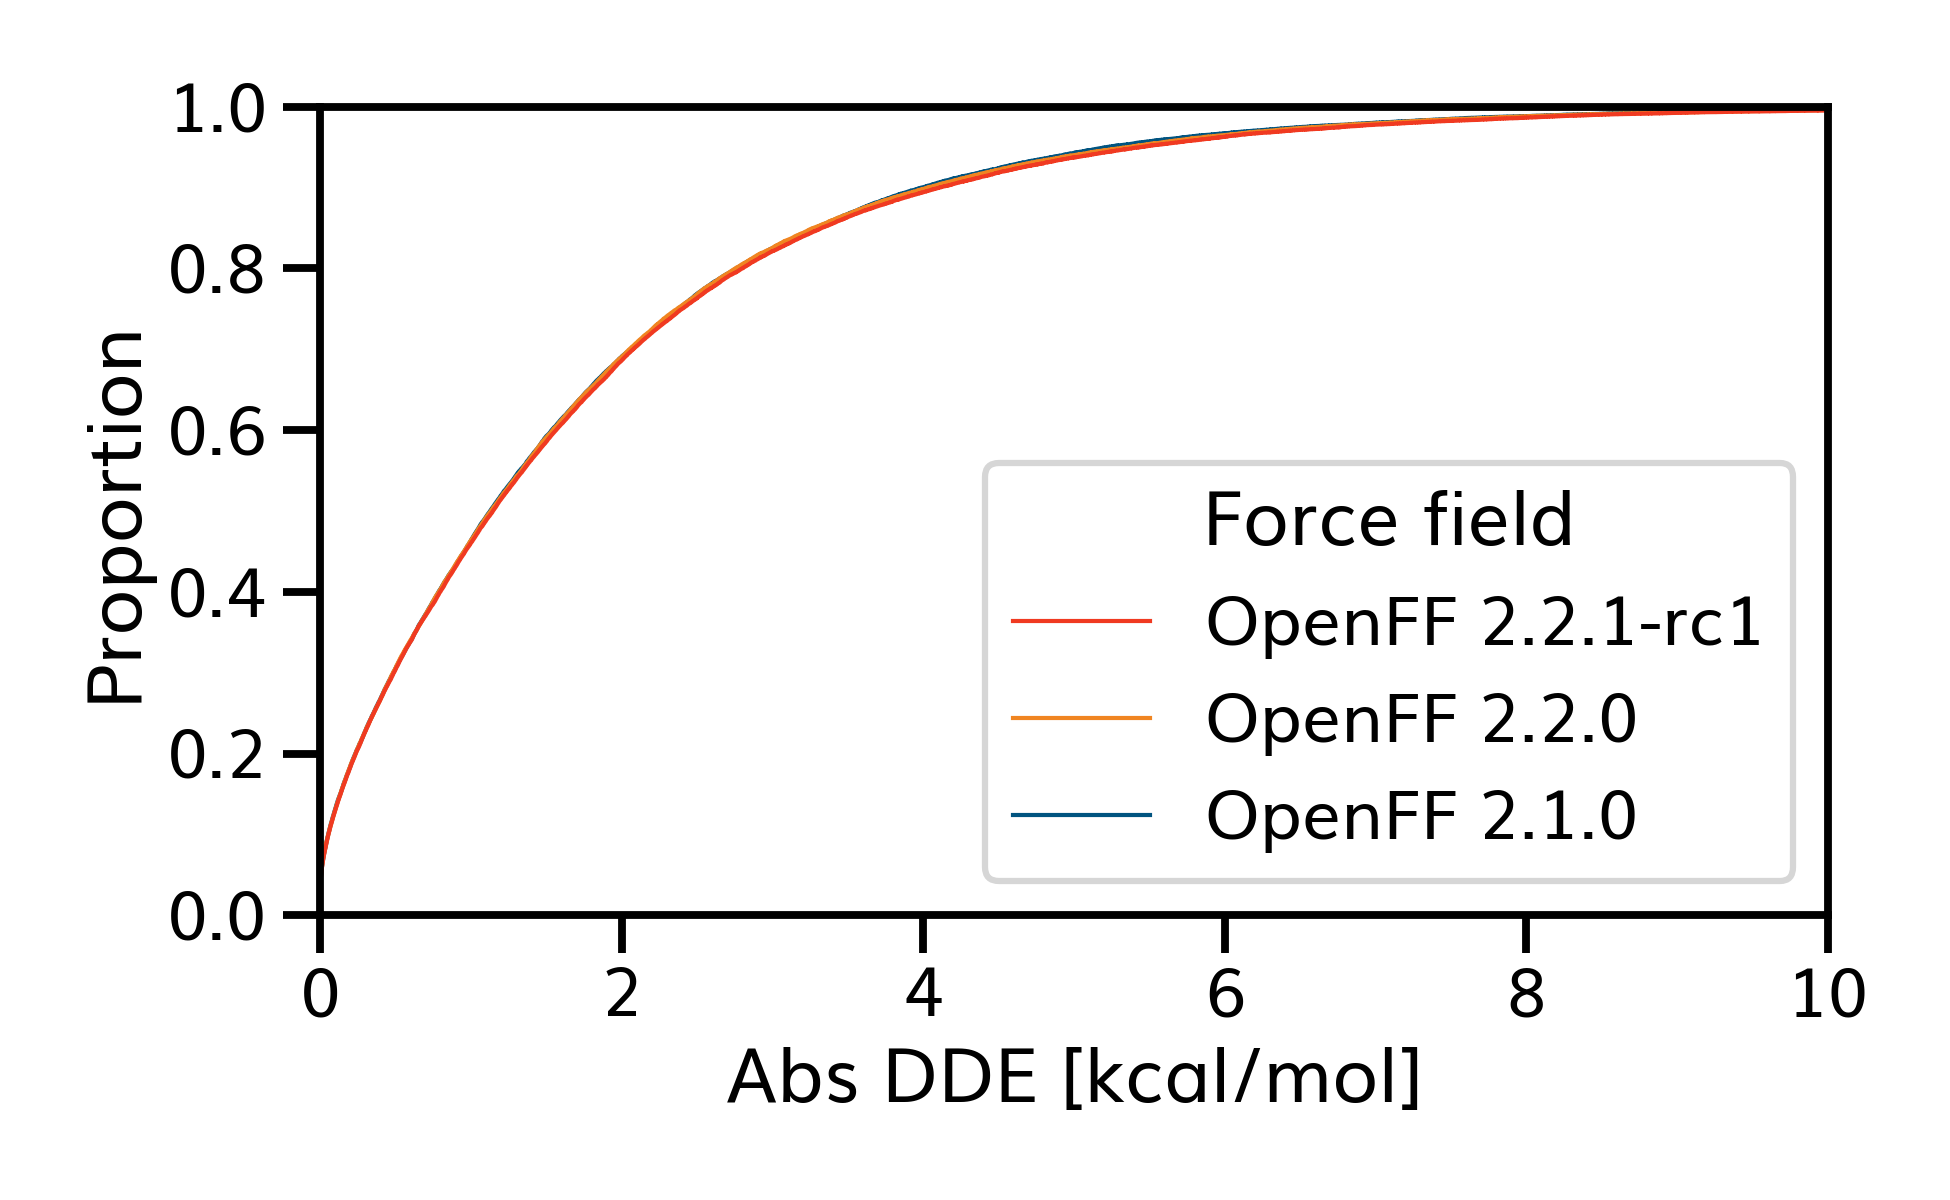 1.0
0.8
0.6
0.4
0.2
0.0
Proportion
0 2 4 6 8 10
Abs DDE [kcal/mol]
Force field
OpenFF 2.2.1-rc1
OpenFF 2.2.0
OpenFF 2.1.0